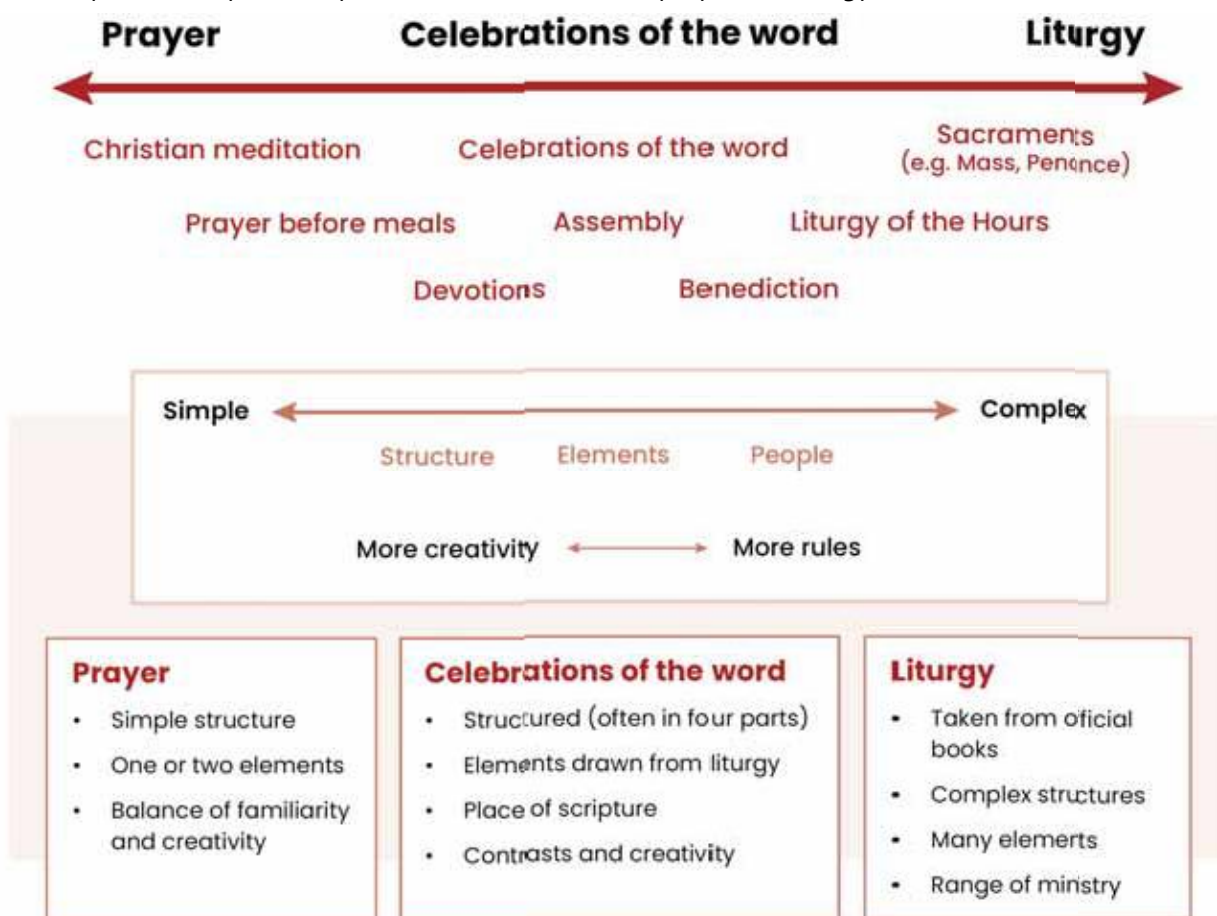 Prayer Celebrations of the word Liturgy
Christian meditation Celebrations of the word Sacraments
(e.g. Mass, Penance)
Prayer before meals Assembly Liturgy of the Hours
Devotions Benediction
Simple Complex
Structure Elements People
More creativity More rules
Prayer
• Simple structure
• One or two elements
• Balance of familiarity
and creativity
Celebrations of the word
• Structured (often in four parts)
• Elements drawn from liturgy
• Place of scripture
• Contrasts and creativity
Liturgy
• Taken from oficial
books
• Complex structures
• Many elemerts
• Range of minstry